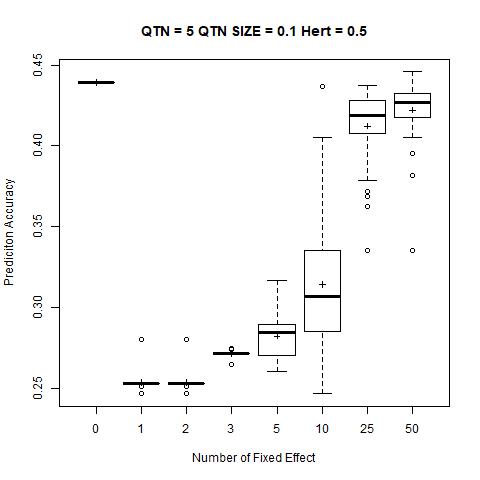 QTN = 5 QTN SIZE = 0.1 Hert = 0.5
0.45
0.40
0.35
0.30
0.25
Prediciton Accuracy
0 1 2 3 5 10 25 50
Number of Fixed Effect